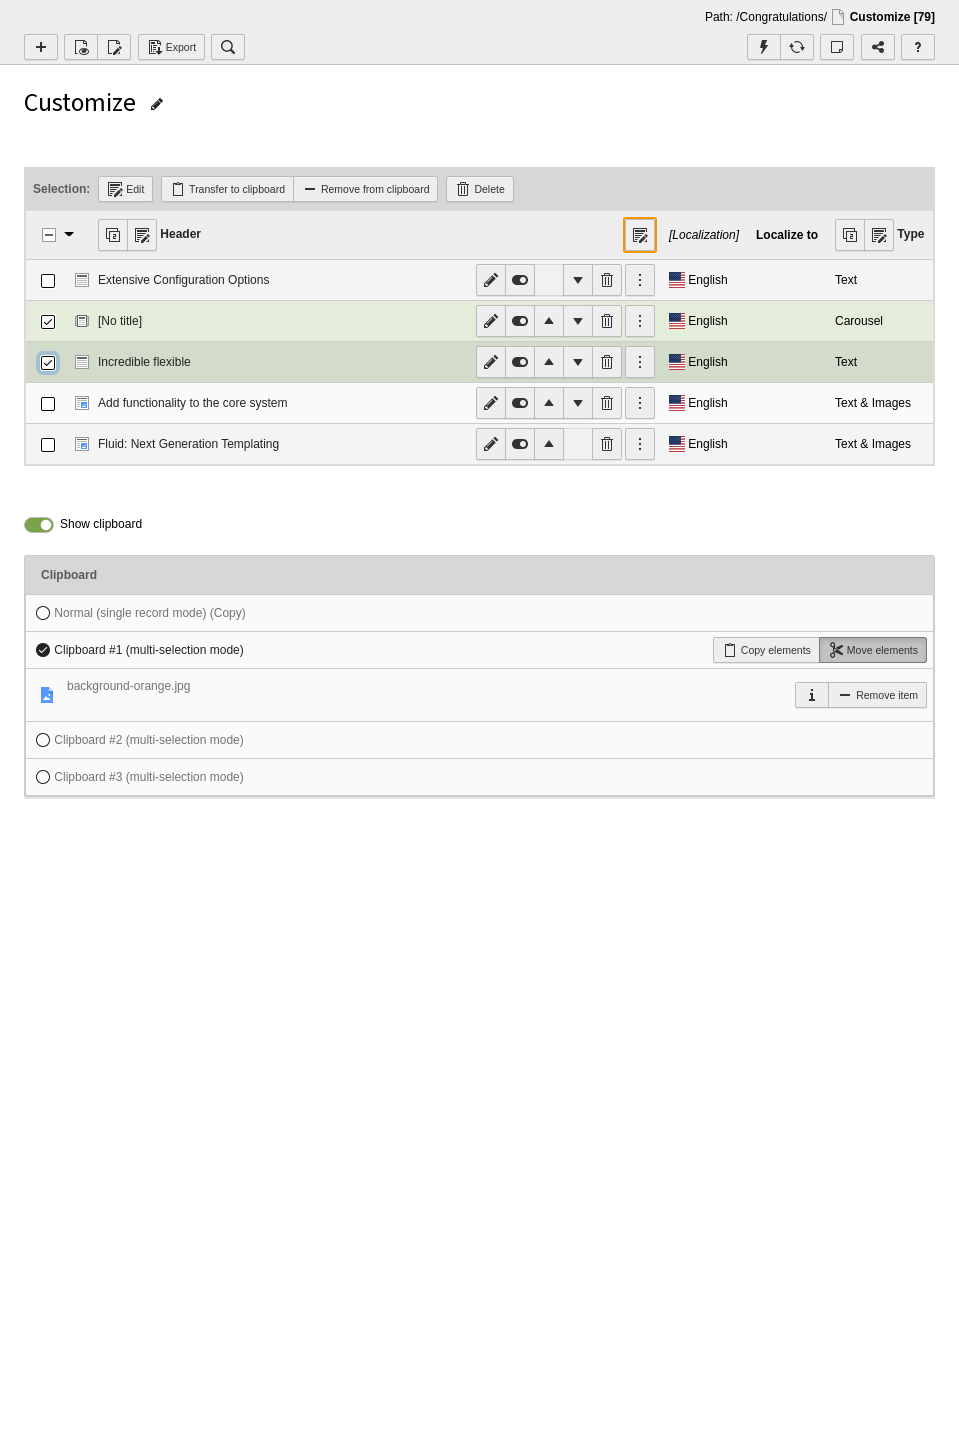 Path: /Congratulations/ Customize [79]
Export ?
Customize
Selection: Edit Transfer to clipboard Remove from clipboard Delete
Header [Localization] Localize to Type
Extensive Configuration Options English Text
[No title] English Carousel
Incredible flexible English Text
Add functionality to the core system English Text & Images
Fluid: Next Generation Templating English Text & Images
Show clipboard
Clipboard
Normal (single record mode) (Copy)
Clipboard #1 (multi-selection mode) Copy elements Move elements
background-orange.jpg Remove item
Clipboard #2 (multi-selection mode)
Clipboard #3 (multi-selection mode)